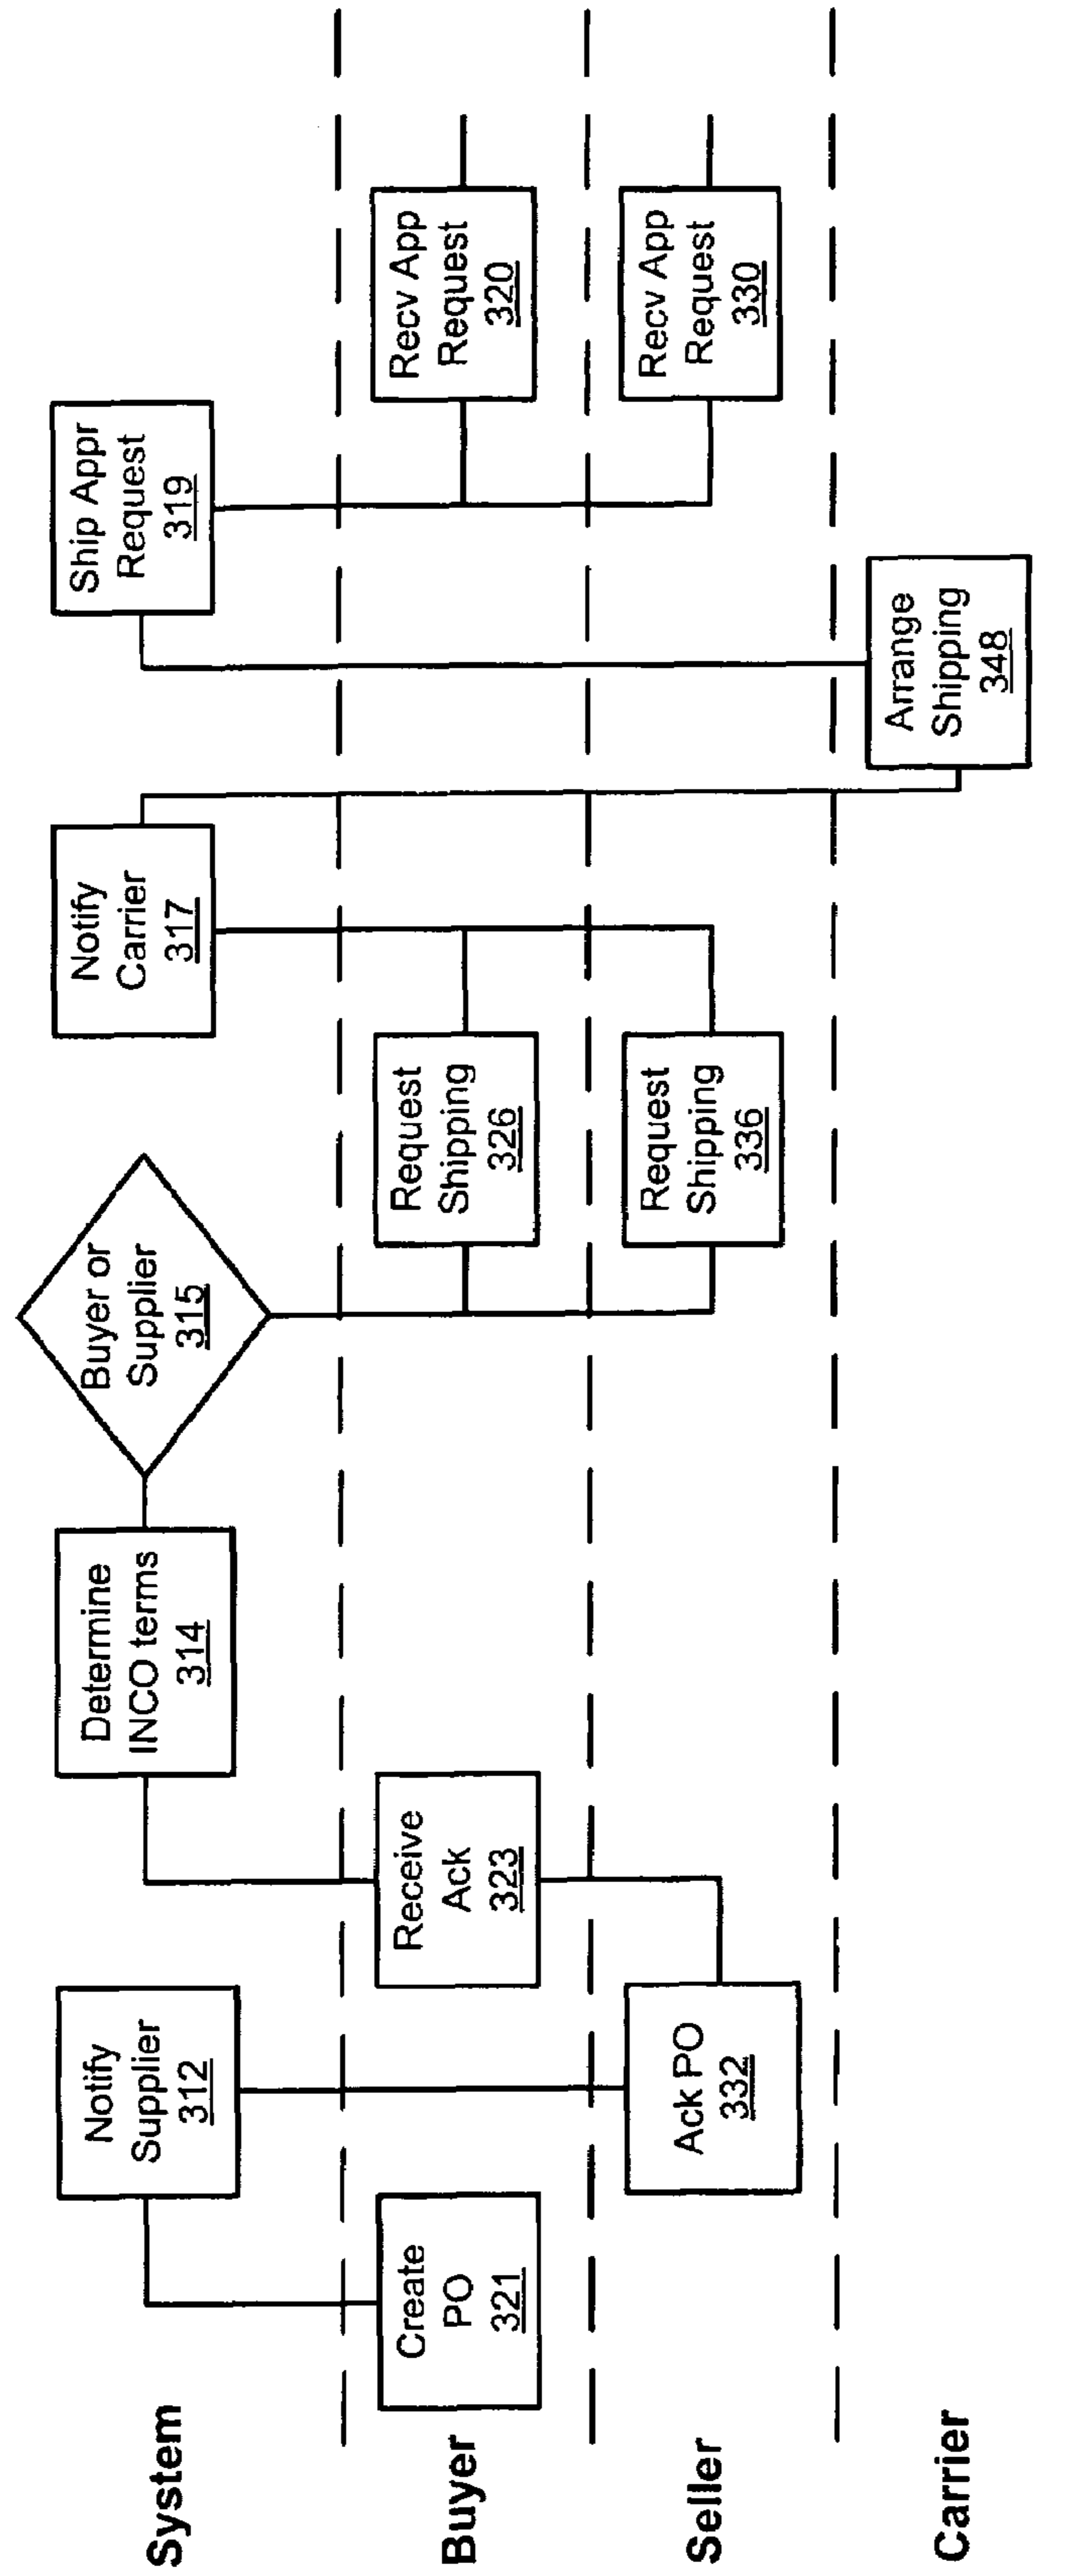 System
Notify
Supplier
312
Determine
INCO terms
314
Buyer or
Supplier
315
Notify
Carrier
317
Ship Appr
Request
319
Buyer
Create
PO
321
Receive
Ack
323
Request
Shipping
326
Recv App
Request
320
Seller
Ack PO
332
Request
Shipping
336
Recv App
Request
330
Carrier
Arrange
Shipping
348